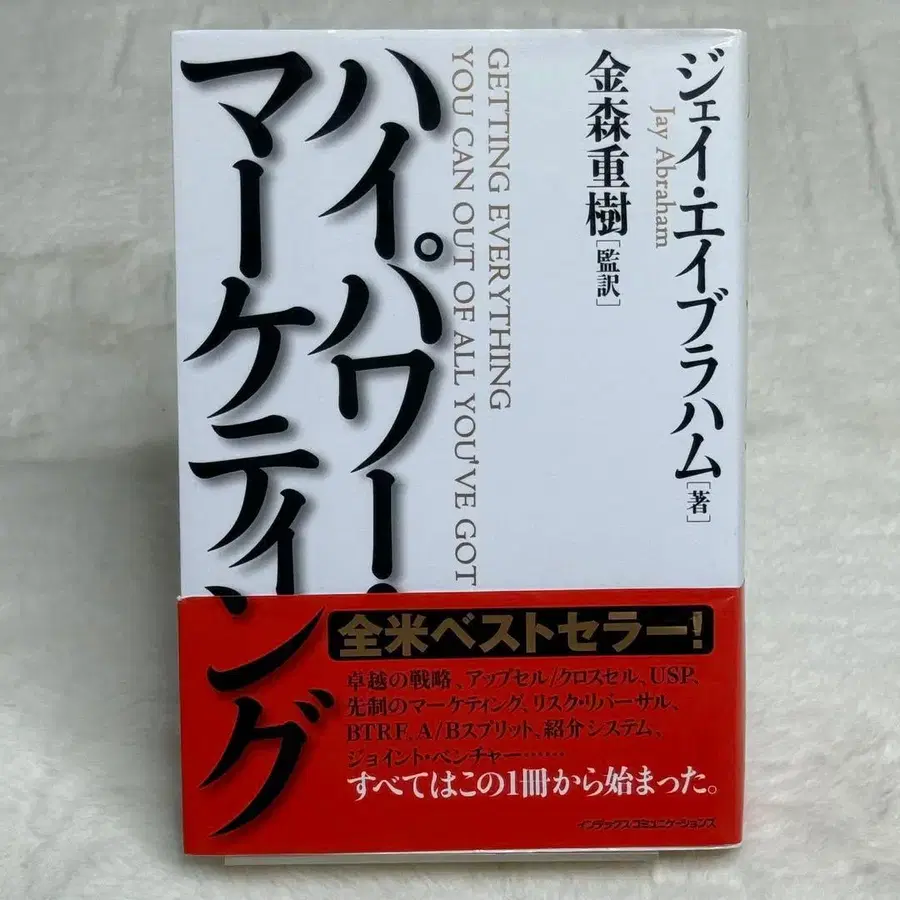 ジェイ・エイブラハム[著]
Jay Abraham
金森重樹[監訳]
GETTING EVERYTHING
YOU CAN OUT OF ALL YOU'VE GOT
ハイパワー・
マーケティング
全米ベストセラー!
卓越の戦略、アップセル/クロスセル、USP、
先制のマーケティング、リスク・リバーサル、
BTRF、A/Bスプリット、紹介システム、
ジョイント・ベンチャー……
すべてはこの1冊から始まった。
インデックス・コミュニケーションズ